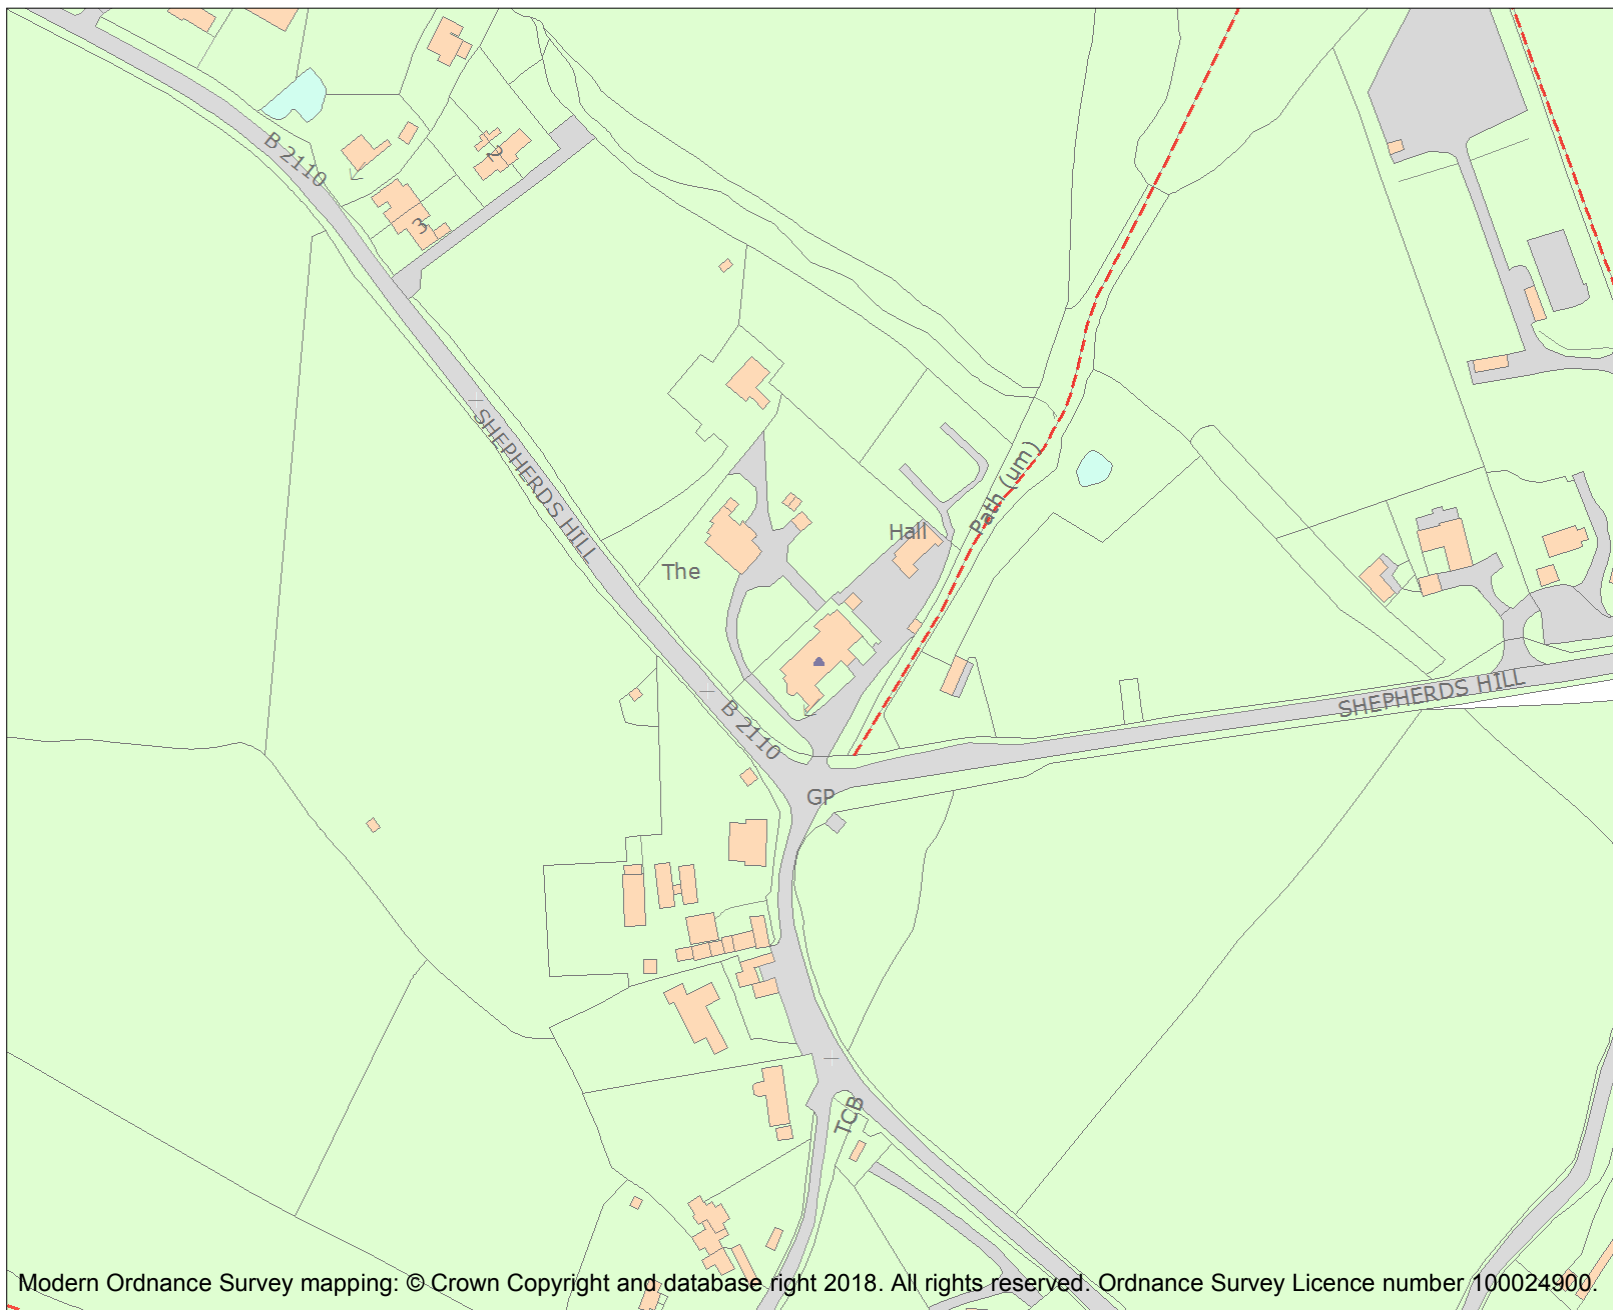 B 2110
2
3
SHEPHERDS HILL
Path (um)
Hall
The
SHEPHERDS HILL
B 2110
GP
TCB
Modern Ordnance Survey mapping: © Crown Copyright and database right 2018. All rights reserved. Ordnance Survey Licence number 100024900.